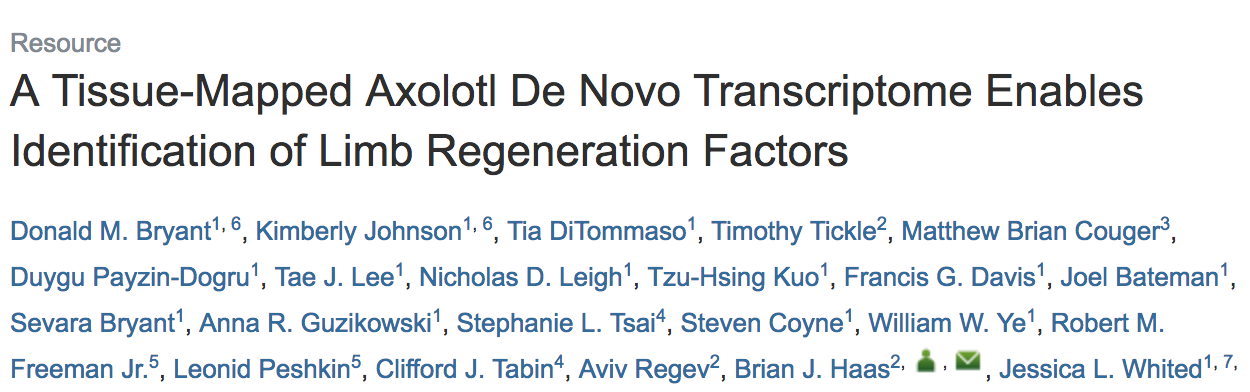 Resource
A Tissue-Mapped Axolotl De Novo Transcriptome Enables
Identification of Limb Regeneration Factors
Donald M. Bryant1, 6, Kimberly Johnson1, 6, Tia DiTommaso1, Timothy Tickle2, Matthew Brian Couger3,
Duygu Payzin-Dogru1, Tae J. Lee1, Nicholas D. Leigh1, Tzu-Hsing Kuo1, Francis G. Davis1, Joel Bateman1,
Sevara Bryant1, Anna R. Guzikowski1, Stephanie L. Tsai4, Steven Coyne1, William W. Ye1, Robert M.
Freeman Jr.5, Leonid Peshkin5, Clifford J. Tabin4, Aviv Regev2, Brian J. Haas2, , , Jessica L. Whited1, 7,